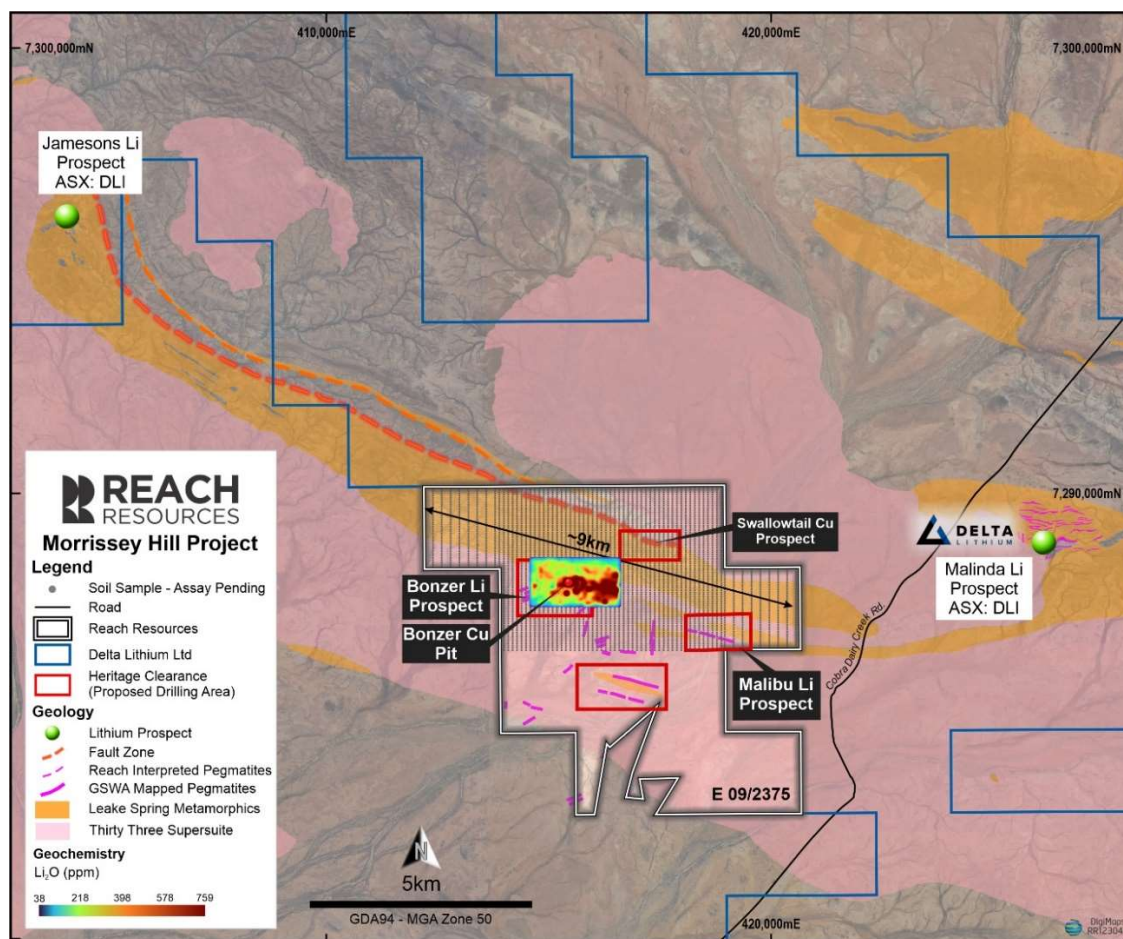 410,000mE
420,000mE
7,300,000mN
7,300,000mN
Jamesons Li
Prospect
ASX: DLI
7,290,000mN
Swallowtail Cu
Prospect
~9km
DELTA
LITHIUM
Malinda Li
Prospect
ASX: DLI
Bonzer Li
Prospect
Bonzer Cu
Pit
Malibu Li
Prospect
Cobra Dairy Creek Rd.
E 09/2375
REACH
RESOURCES
Morrissey Hill Project
Legend
Soil Sample - Assay Pending
Road
Reach Resources
Delta Lithium Ltd
Heritage Clearance
(Proposed Drilling Area)
Geology
Lithium Prospect
Fault Zone
Reach Interpreted Pegmatites
GSWA Mapped Pegmatites
Leake Spring Metamorphics
Thirty Three Supersuite
Geochemistry
Li₂O (ppm)
38 218 398 578 759
N
5km
GDA94 - MGA Zone 50
420,000mE
DigiMaps
RR12304